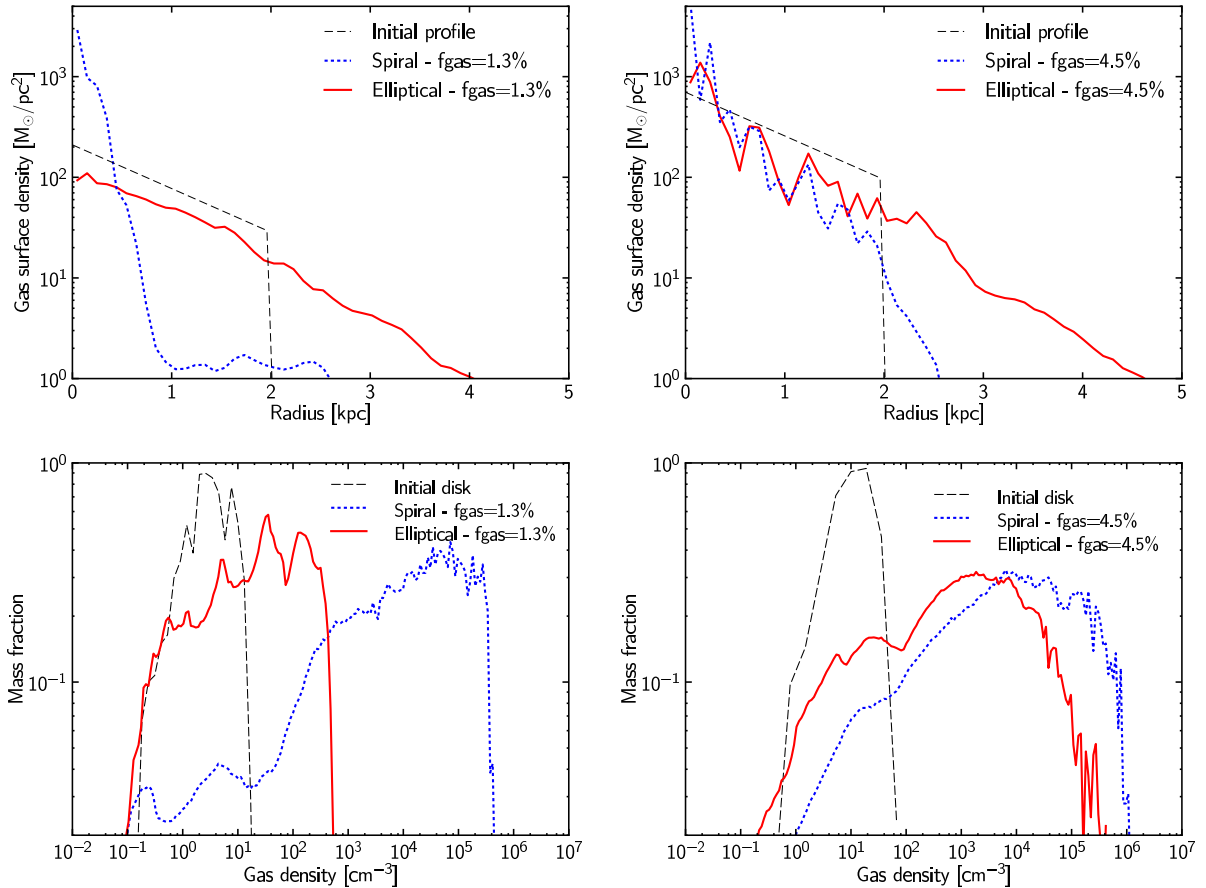 Initial profile
Spiral - fgas=1.3%
Elliptical - fgas=1.3%
Gas surface density [M⊙/pc²]
10³
10²
10¹
10⁰
0 1 2 3 4 5
Radius [kpc]
Initial profile
Spiral - fgas=4.5%
Elliptical - fgas=4.5%
Gas surface density [M⊙/pc²]
10³
10²
10¹
10⁰
0 1 2 3 4 5
Radius [kpc]
Initial disk
Spiral - fgas=1.3%
Elliptical - fgas=1.3%
Mass fraction
10⁰
10⁻¹
10⁻² 10⁻¹ 10⁰ 10¹ 10² 10³ 10⁴ 10⁵ 10⁶ 10⁷
Gas density [cm⁻³]
Initial disk
Spiral - fgas=4.5%
Elliptical - fgas=4.5%
Mass fraction
10⁰
10⁻¹
10⁻² 10⁻¹ 10⁰ 10¹ 10² 10³ 10⁴ 10⁵ 10⁶ 10⁷
Gas density [cm⁻³]